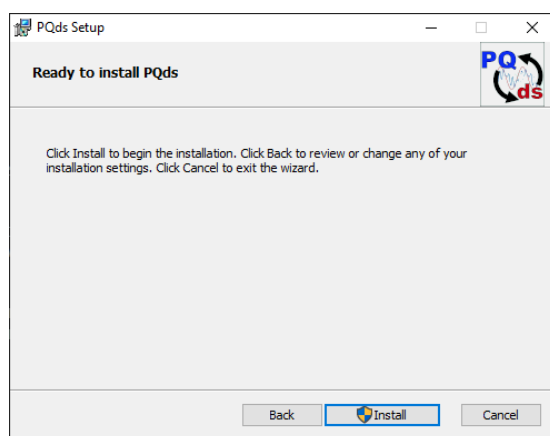 PQds Setup
Ready to install PQds
PQ
ds
Click Install to begin the installation. Click Back to review or change any of your
installation settings. Click Cancel to exit the wizard.
Back
Install
Cancel